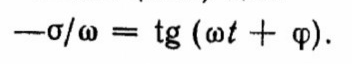 —σ/ω = tg (ωt + φ).